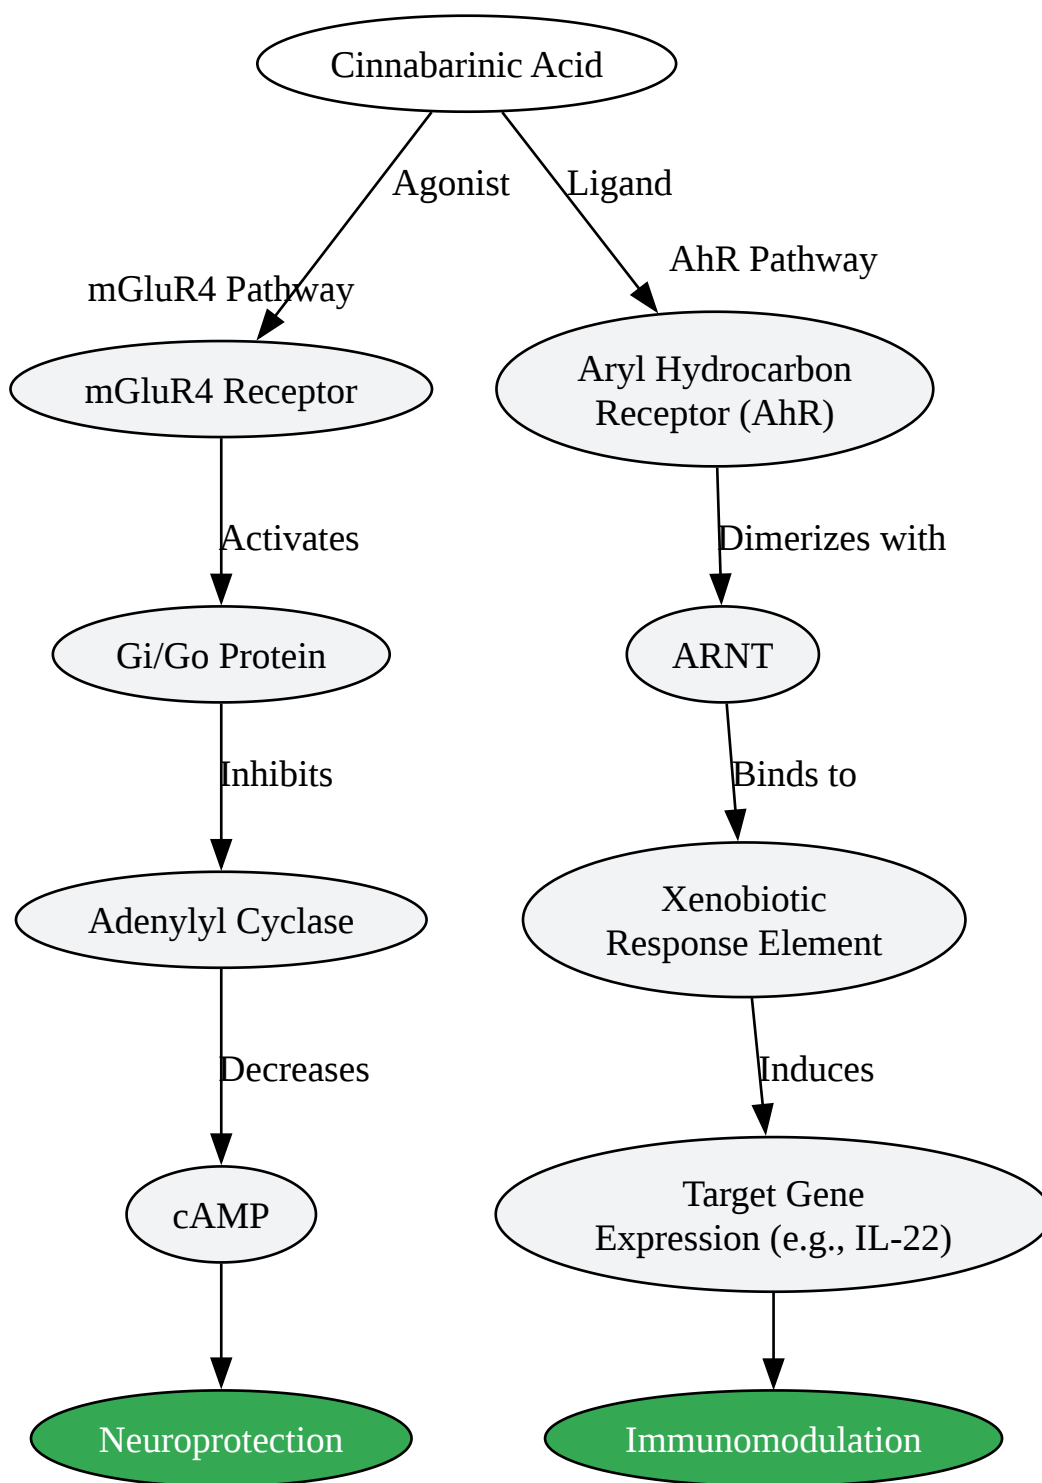 Cinnabarinic Acid
Agonist
Ligand
AhR Pathway
mGluR4 Pathway
mGluR4 Receptor
Aryl Hydrocarbon
Receptor (AhR)
Activates
Dimerizes with
Gi/Go Protein
ARNT
Inhibits
Binds to
Adenylyl Cyclase
Xenobiotic
Response Element
Decreases
Induces
cAMP
Target Gene
Expression (e.g., IL-22)
Neuroprotection
Immunomodulation